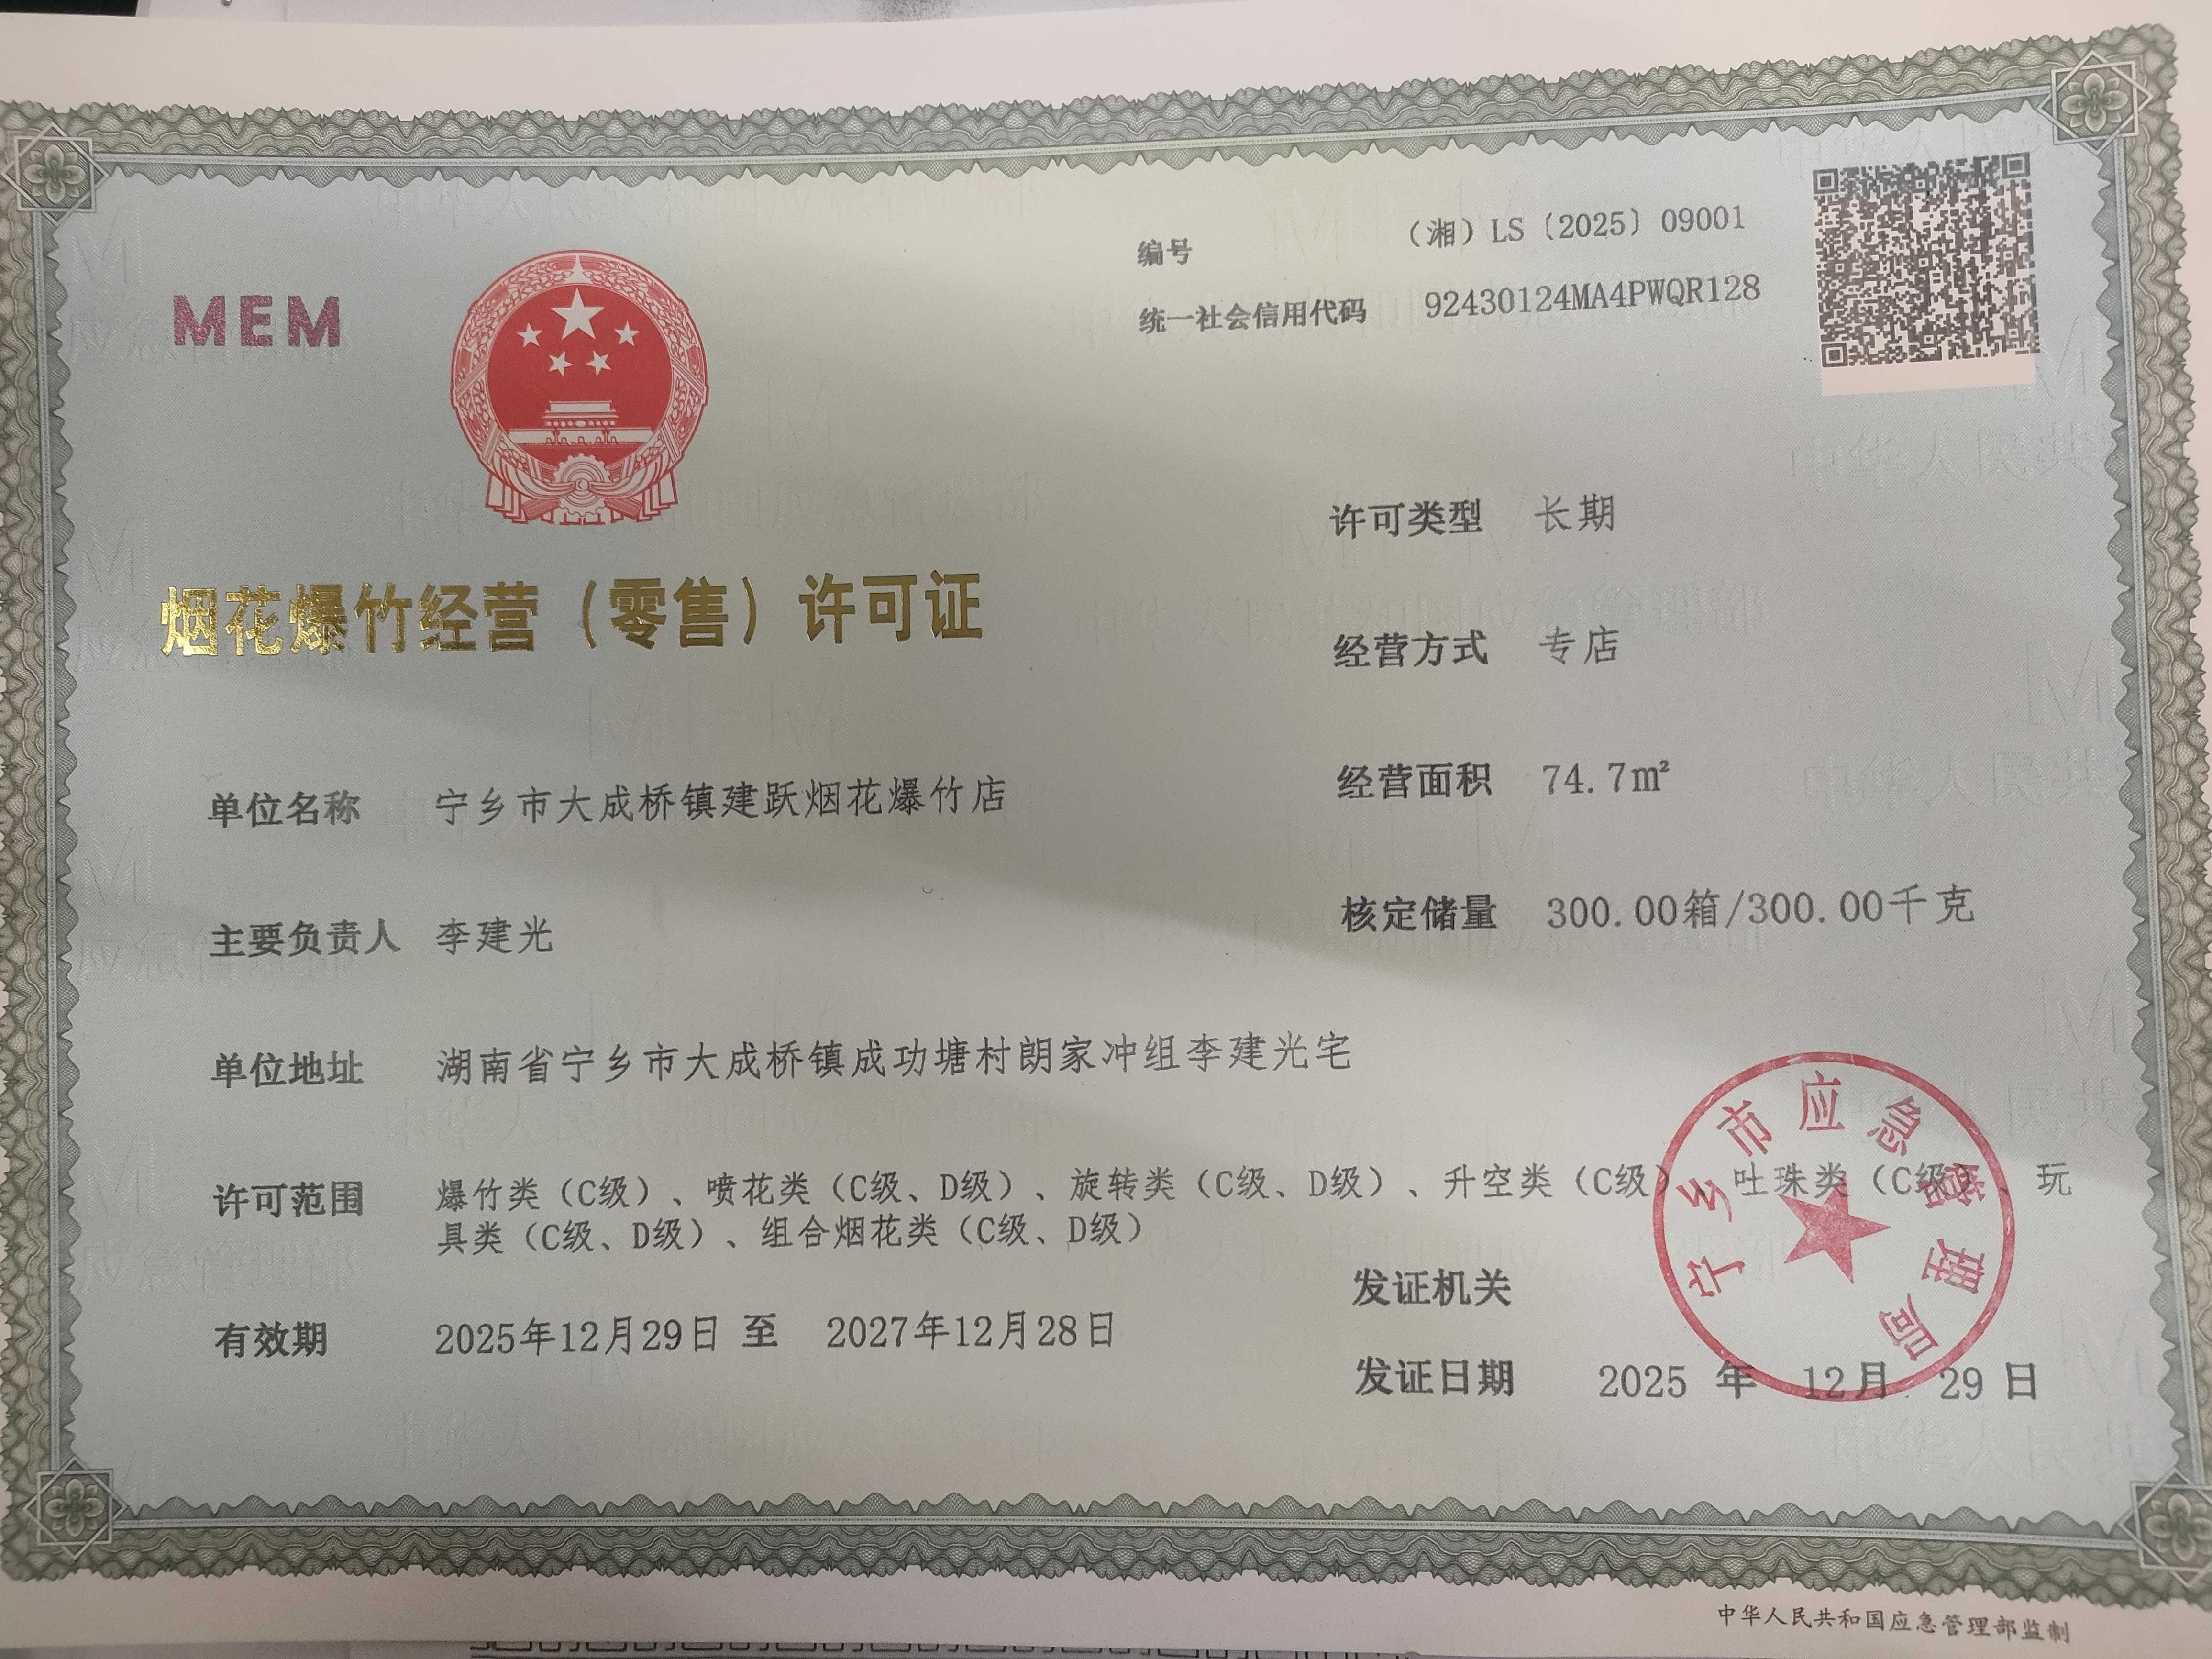 编号 （湘）LS〔2025〕09001
统一社会信用代码 92430124MA4PWQR128
MEM
烟花爆竹经营（零售）许可证
许可类型 长期
经营方式 专店
经营面积 74.7m²
核定储量 300.00箱/300.00千克
单位名称 宁乡市大成桥镇建跃烟花爆竹店
主要负责人 李建光
单位地址 湖南省宁乡市大成桥镇成功塘村朗家冲组李建光宅
许可范围 爆竹类（C级）、喷花类（C级、D级）、旋转类（C级、D级）、升空类（C级）、吐珠类（C级）、玩
具类（C级、D级）、组合烟花类（C级、D级）
有效期 2025年12月29日 至 2027年12月28日
发证机关
宁乡市应急管理局
发证日期 2025 年 12月 29 日
中华人民共和国应急管理部监制